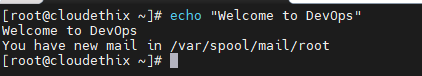 [root@cloudethix ~]# echo "Welcome to DevOps"
Welcome to DevOps
You have new mail in /var/spool/mail/root
[root@cloudethix ~]#